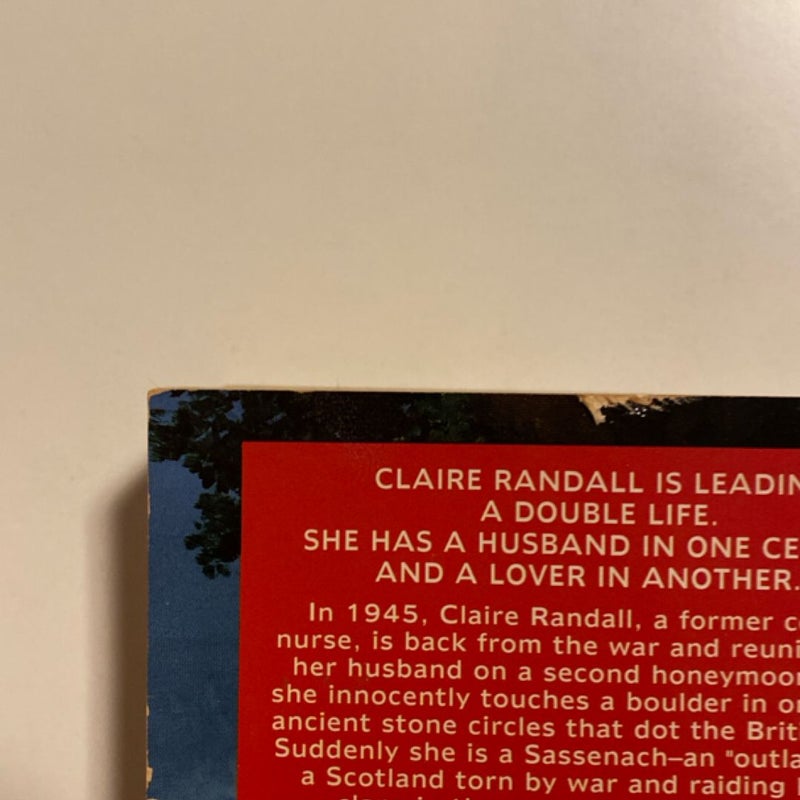 CLAIRE RANDALL IS LEADIN
A DOUBLE LIFE.
SHE HAS A HUSBAND IN ONE CE
AND A LOVER IN ANOTHER.
In 1945, Claire Randall, a former c
nurse, is back from the war and reuni
her husband on a second honeymoon
she innocently touches a boulder in o
ancient stone circles that dot the Brit
Suddenly she is a Sassenach—an "outla
a Scotland torn by war and raiding